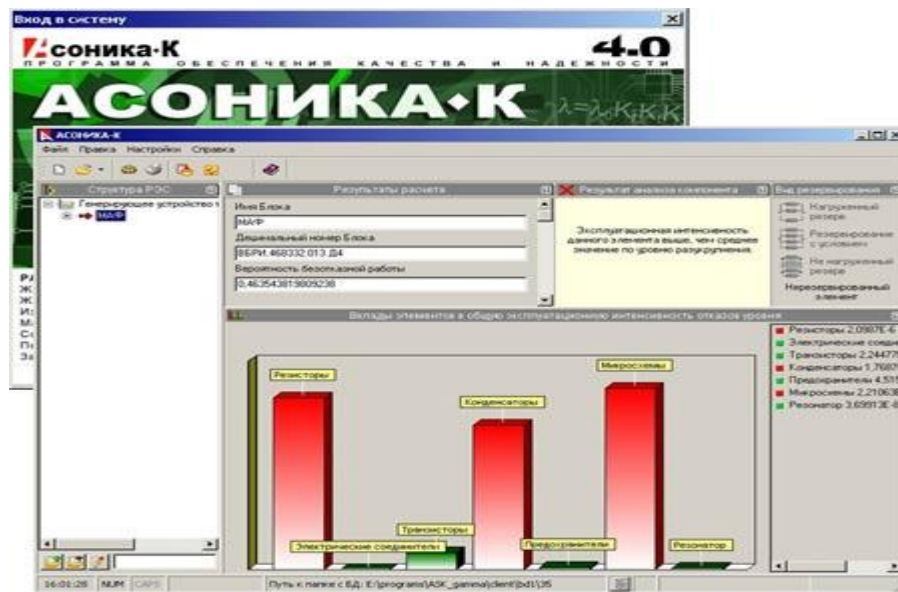 Вход в систему
Асоника·К
4.0
ПРОГРАММА ОБЕСПЕЧЕНИЯ КАЧЕСТВА И НАДЕЖНОСТИ
АСОНИКА·К
АСОНИКА-К
Файл Правка Настройки Справка
Структура РЭС
Генерирующее устройство
МАФ
Результаты расчета
Имя Блока
МАФ
Децимальный номер Блока
ВБРИ.468332.013 Д4
Вероятность безотказной работы
0,463543819809238
Результат анализа компонента
Эксплуатационная интенсивность
данного элемента выше, чем среднее
значение по уровню разукрупнения.
Вид резервирования
Нагруженный
резерв
Резервирование
с условием
Не нагруженный
резерв
Нерезервированный
элемент
Вклады элементов в общую эксплуатационную интенсивность отказов уровня
Резисторы
Электрические соединители
Транзисторы
Конденсаторы
Предохранители
Микросхемы
Резонатор
Резисторы 2,0987E-6
Электрические соедин
Транзисторы 2,24477
Конденсаторы 1,7687
Предохранители 4,51
Микросхемы 2,21063
Резонатор 3,69913E-8
16:01:28 NUM CAPS
Путь к папке с БД: E:\programs\ASK_gamma\client\bd1\35